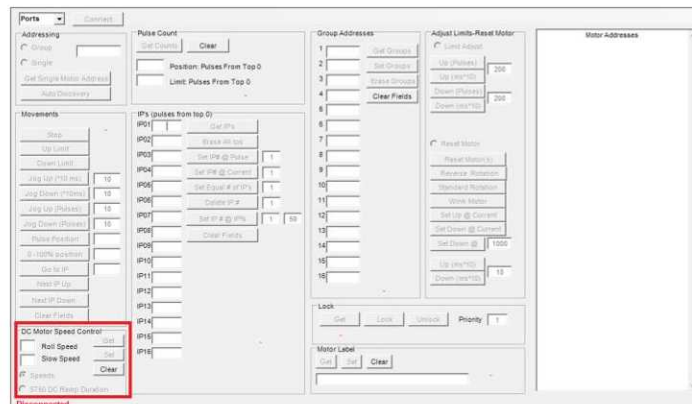 Ports
Connect
Addressing
Group
Single
Get Single Motor Address
Auto Discovery
Movements
Stop
Up Limit
Down Limit
Jog Up (*10 ms) 10
Jog Down (*10ms) 10
Jog Up (Pulses) 10
Jog Down (Pulses) 10
Pulse Position
0 -100% position
Go to IP
Next IP Up
Next IP Down
Clear Fields
DC Motor Speed Control
Roll Speed Get
Slow Speed Set
Clear
Speeds
ST50 DC Ramp Duration
Disconnected
Pulse Count
Get Counts Clear
Position: Pulses From Top 0
Limit: Pulses From Top 0
IPs (pulses from top 0)
IP01 Get IP's
IP02 Erase All IPs
IP03 Set IP# @ Pulse 1
IP04 Set IP# @ Current 1
IP05 Set Equal # of IP's 1
IP06 Delete IP # 1
IP07 Set IP # @ IP% 1 50
IP08 Clear Fields
IP09
IP10
IP11
IP12
IP13
IP14
IP15
IP16
Group Addresses
1 Get Groups
2 Set Groups
3 Erase Groups
4 Clear Fields
5
6
7
8
9
10
11
12
13
14
15
16
Adjust Limits-Reset Motor
Limit Adjust
Up (Pulses) 200
Up (ms*10)
Down (Pulses) 200
Down (ms*10)
Reset Motor
Reset Motor(s)
Reverse Rotation
Standard Rotation
Wink Motor
Set Up @ Current
Set Down @ Current
Set Down @ 1000
Up (ms*10) 10
Down (ms*10)
Lock
Get Lock Unlock Priority 1
Motor Label
Get Set Clear
Motor Addresses